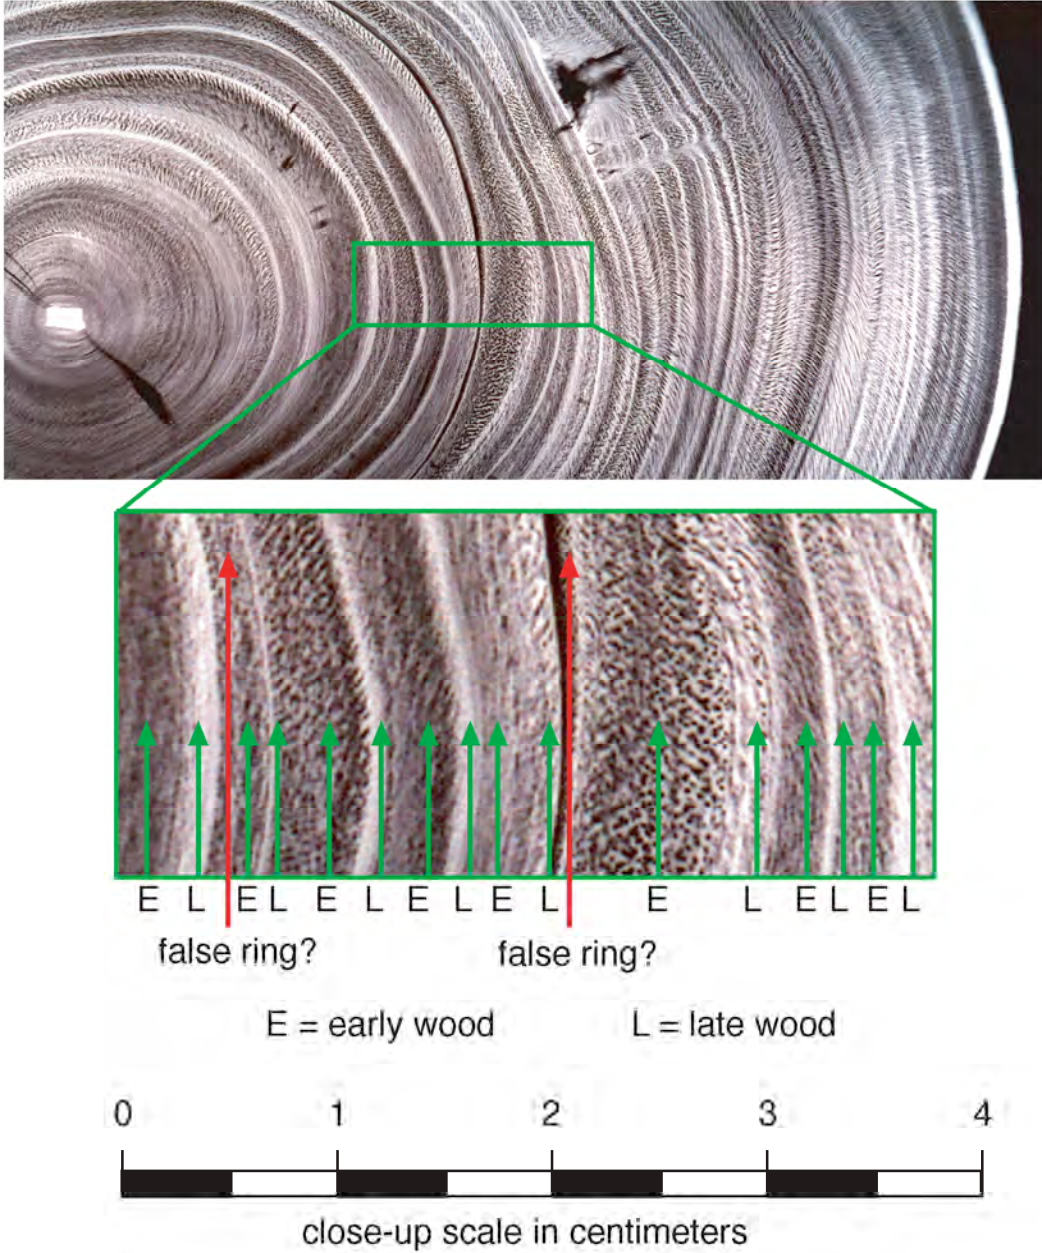 E L E L E L E L E L E L E L E L
false ring? false ring?
E = early wood L = late wood
0 1 2 3 4
close-up scale in centimeters